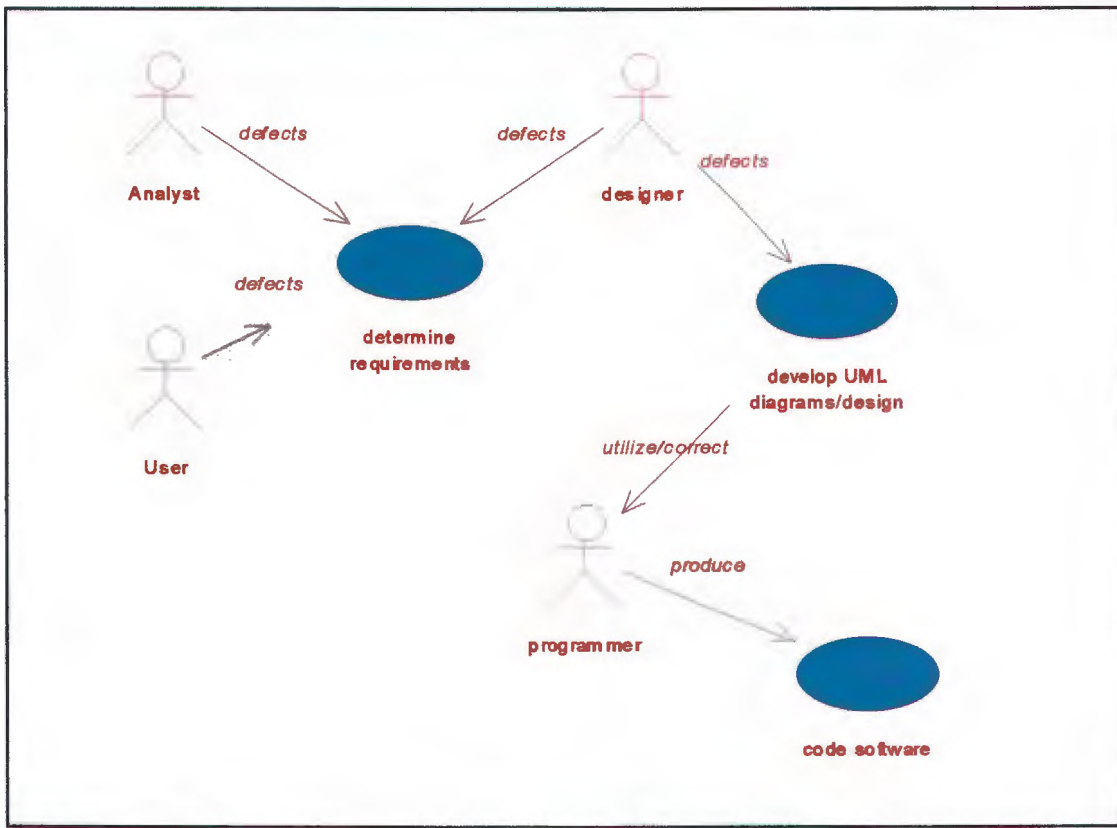 defects
defects
defects
Analyst
designer
defects
determine
requirements
develop UML
diagrams/design
utilize/correct
User
produce
programmer
code software